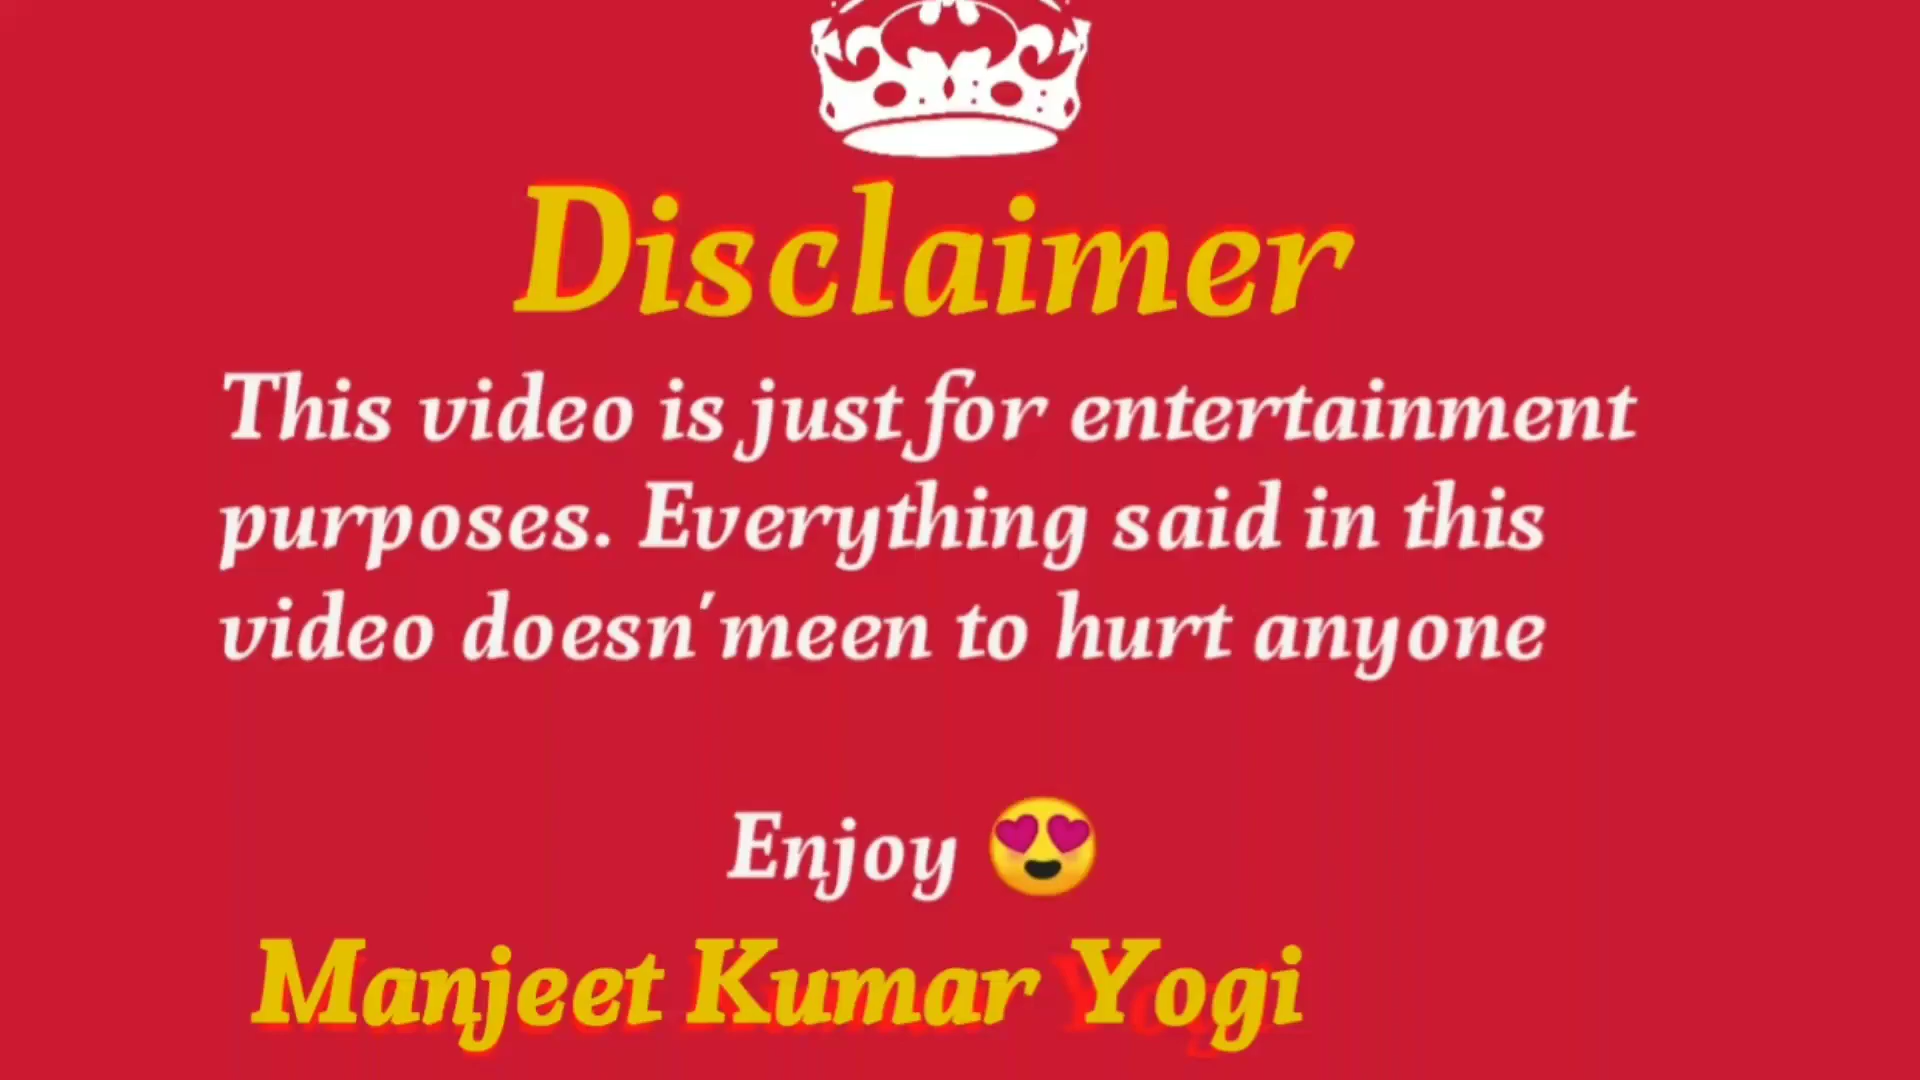 Disclaimer
This video is just for entertainment
purposes. Everything said in this
video doesn'meen to hurt anyone
Enjoy 😍
Manjeet Kumar Yogi